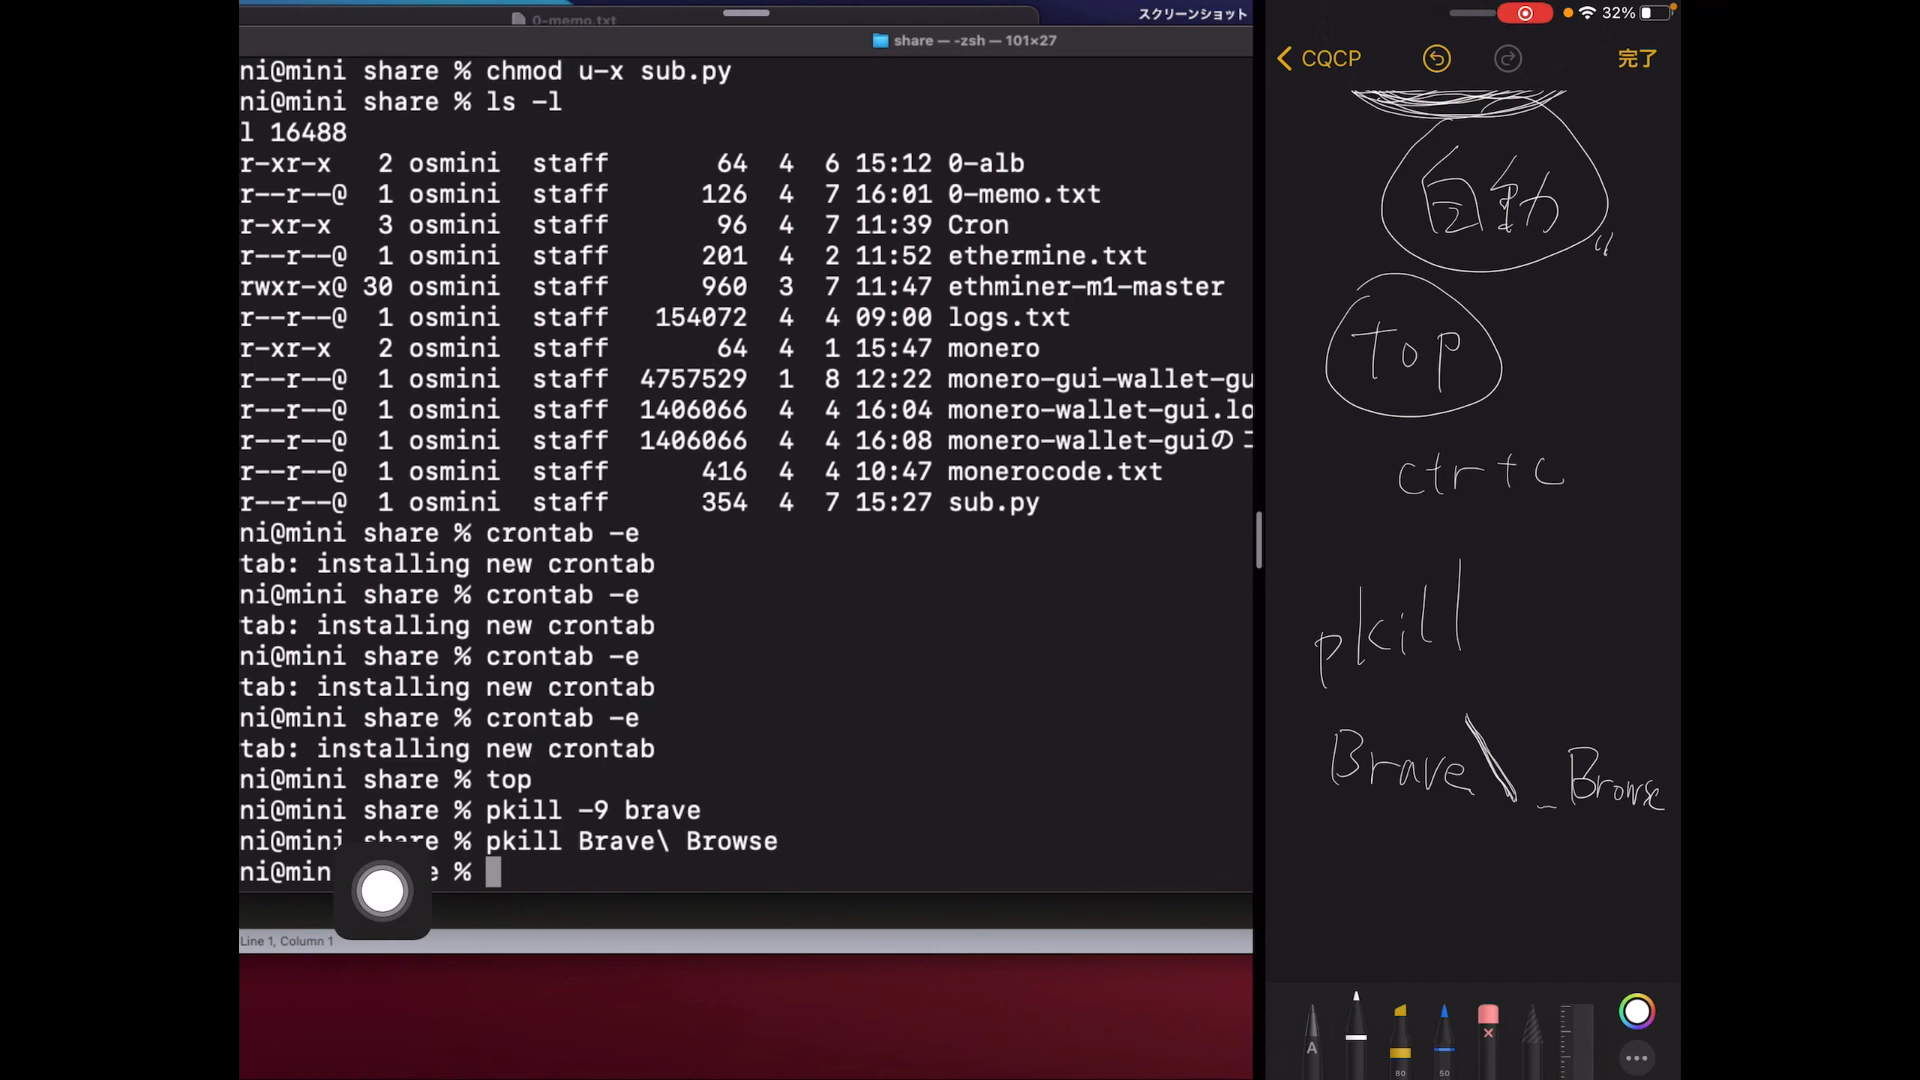 0-memo.txt
スクリーンショット
share — -zsh — 101×27
ni@mini share % chmod u-x sub.py
ni@mini share % ls -l
l 16488
r-xr-x 2 osmini staff 64 4 6 15:12 0-alb
r--r--@ 1 osmini staff 126 4 7 16:01 0-memo.txt
r-xr-x 3 osmini staff 96 4 7 11:39 Cron
r--r--@ 1 osmini staff 201 4 2 11:52 ethermine.txt
rwxr-x@ 30 osmini staff 960 3 7 11:47 ethminer-m1-master
r--r--@ 1 osmini staff 154072 4 4 09:00 logs.txt
r-xr-x 2 osmini staff 64 4 1 15:47 monero
r--r--@ 1 osmini staff 4757529 1 8 12:22 monero-gui-wallet-gu
r--r--@ 1 osmini staff 1406066 4 4 16:04 monero-wallet-gui.lo
r--r--@ 1 osmini staff 1406066 4 4 16:08 monero-wallet-guiのコ
r--r--@ 1 osmini staff 416 4 4 10:47 monerocode.txt
r--r--@ 1 osmini staff 354 4 7 15:27 sub.py
ni@mini share % crontab -e
tab: installing new crontab
ni@mini share % crontab -e
tab: installing new crontab
ni@mini share % crontab -e
tab: installing new crontab
ni@mini share % crontab -e
tab: installing new crontab
ni@mini share % top
ni@mini share % pkill -9 brave
ni@mini share % pkill Brave\ Browse
ni@min e %
Line 1, Column 1
32%
CQCP
完了
自動
top
ctr+c
pkill
Brave\ _Browse
A
80
50